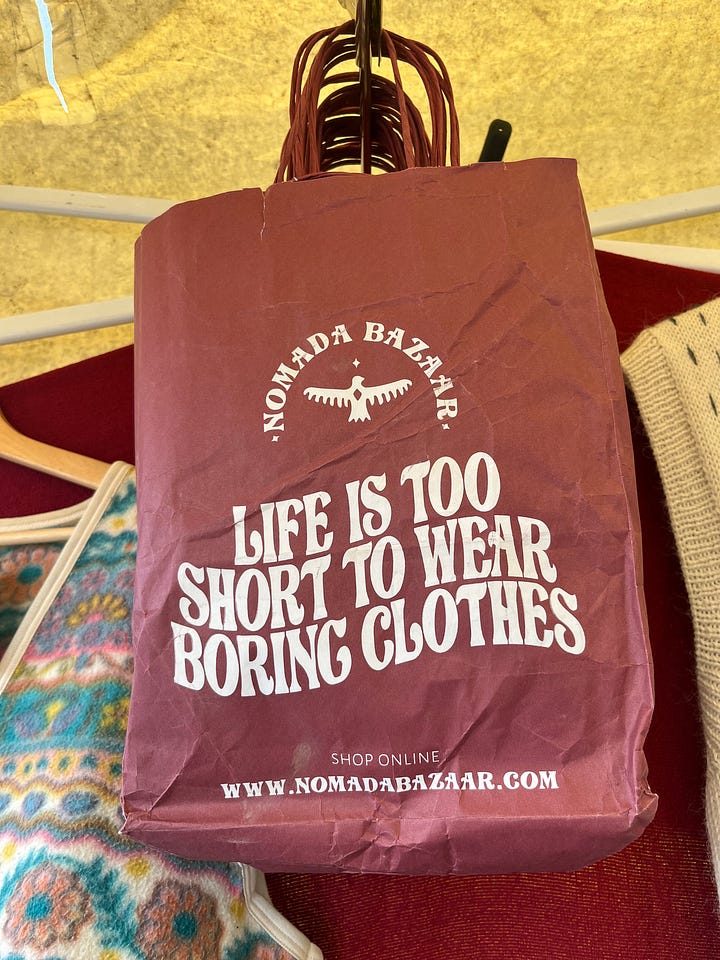 NOMADA BAZAAR
LIFE IS TOO
SHORT TO WEAR
BORING CLOTHES
SHOP ONLINE
WWW.NOMADABAZAAR.COM